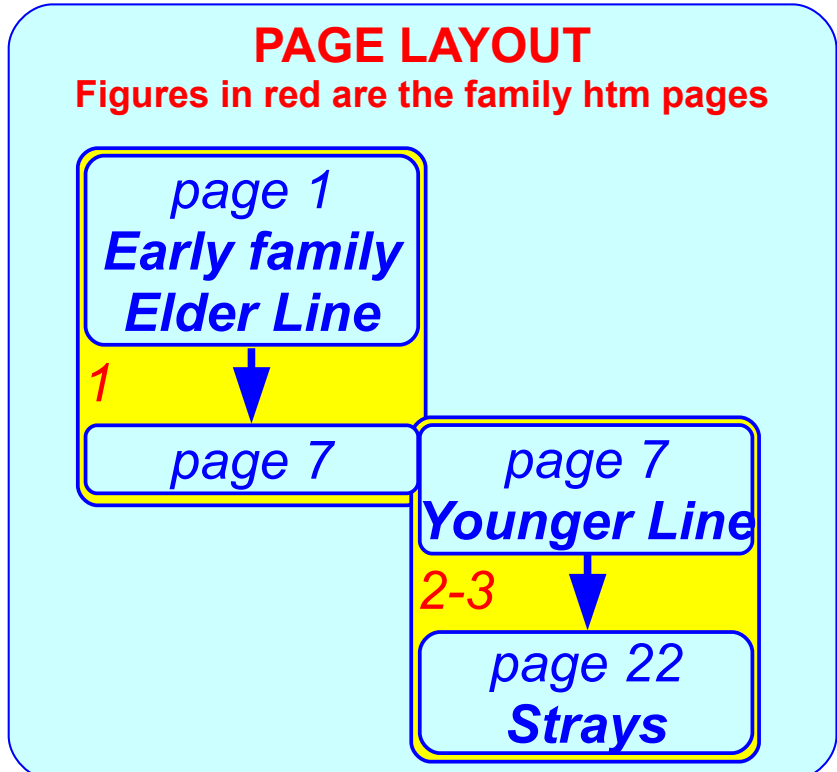 PAGE LAYOUT
Figures in red are the family htm pages
page 1
Early family
Elder Line
1
page 7
page 7
Younger Line
2-3
page 22
Strays